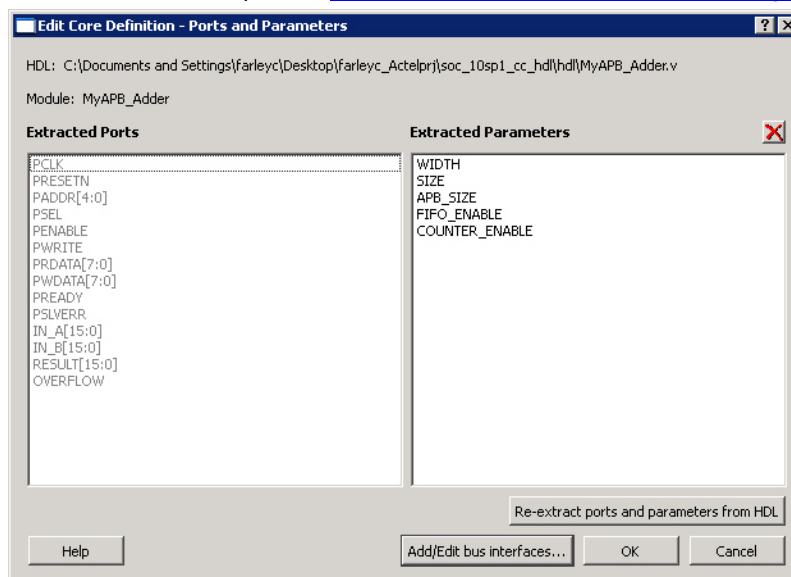 Edit Core Definition - Ports and Parameters
HDL: C:\Documents and Settings\farleyc\Desktop\farleyc_Actelprj\soc_10sp1_cc_hdl\hdl\MyAPB_Adder.v
Module: MyAPB_Adder
Extracted Ports
Extracted Parameters
PCLK
PRESETN
PADDR[4:0]
PSEL
PENABLE
PWRITE
PRDATA[7:0]
PWDATA[7:0]
PREADY
PSLVERR
IN_A[15:0]
IN_B[15:0]
RESULT[15:0]
OVERFLOW
WIDTH
SIZE
APB_SIZE
FIFO_ENABLE
COUNTER_ENABLE
Re-extract ports and parameters from HDL
Help
Add/Edit bus interfaces...
OK
Cancel